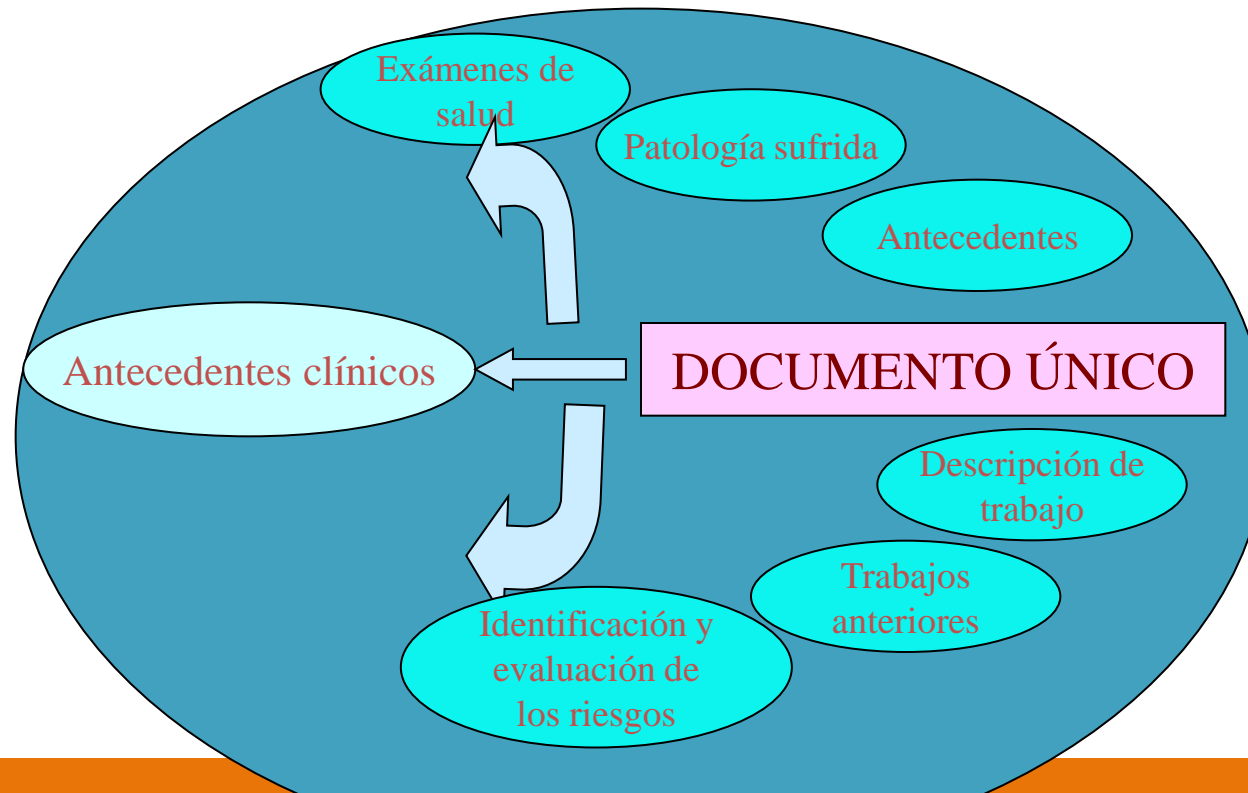 Exámenes de
salud
Patología sufrida
Antecedentes
Antecedentes clínicos
DOCUMENTO ÚNICO
Descripción de
trabajo
Trabajos
anteriores
Identificación y
evaluación de
los riesgos